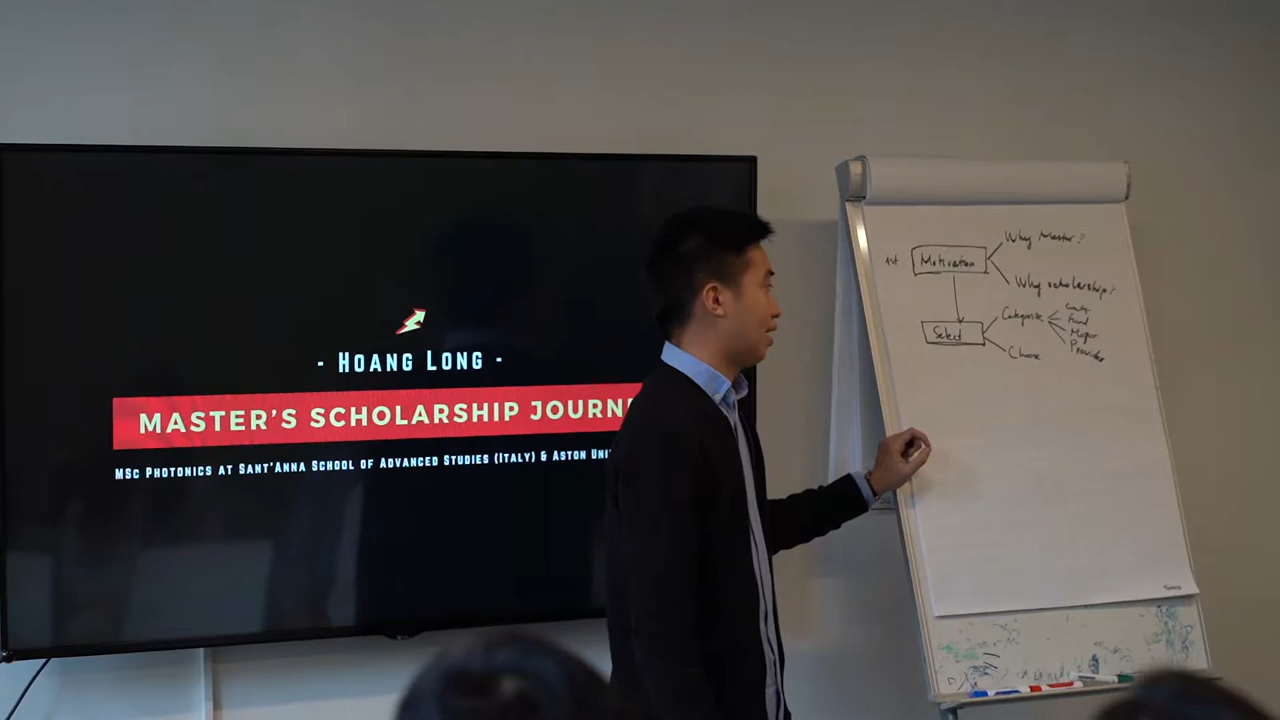 - HOANG LONG -
MASTER'S SCHOLARSHIP JOURN
MSC PHOTONICS AT SANT'ANNA SCHOOL OF ADVANCED STUDIES (ITALY) & ASTON UNI
1st
Motivation
Why Master?
Why scholarship?
Select
Categorize
Fund
Major
Provider
Choose